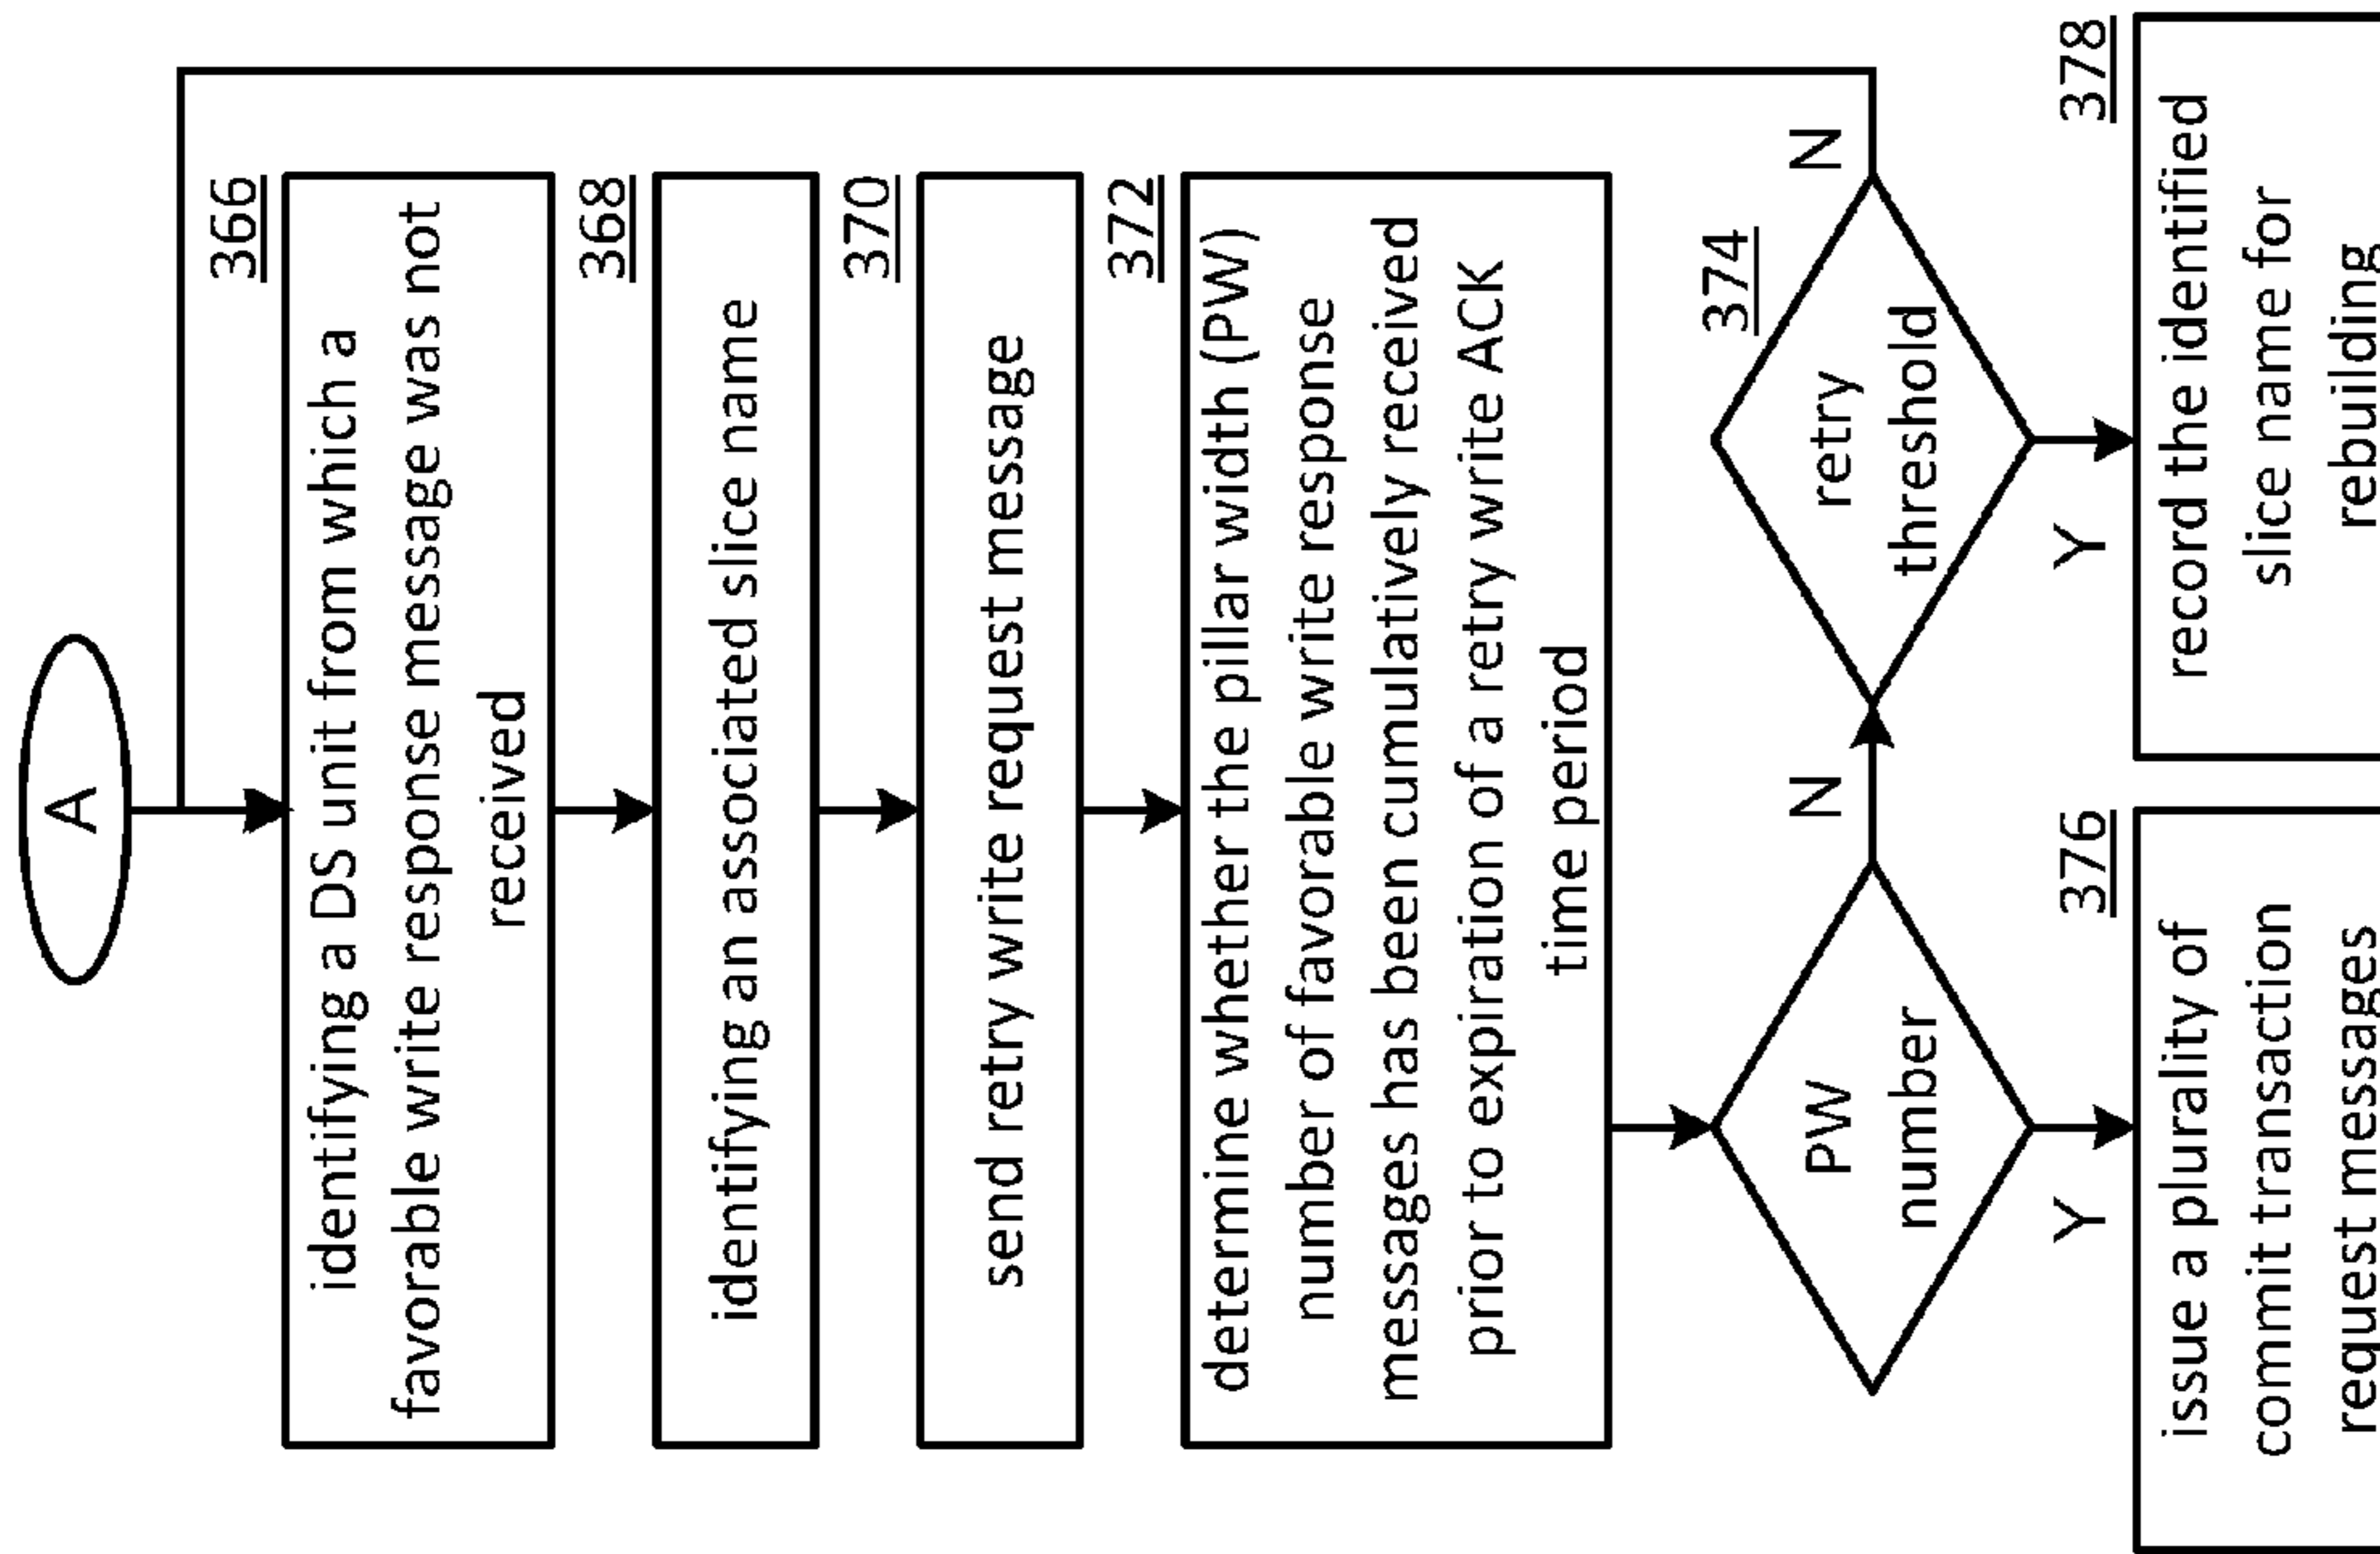 A
366
identifying a DS unit from which a
favorable write response message was not
received
368
identifying an associated slice name
370
send retry write request message
372
determine whether the pillar width (PW)
number of favorable write response
messages has been cumulatively received
prior to expiration of a retry write ACK
time period
PW
number
N
Y
374
retry
threshold
N
Y
376
issue a plurality of
commit transaction
request messages
378
record the identified
slice name for
rebuilding